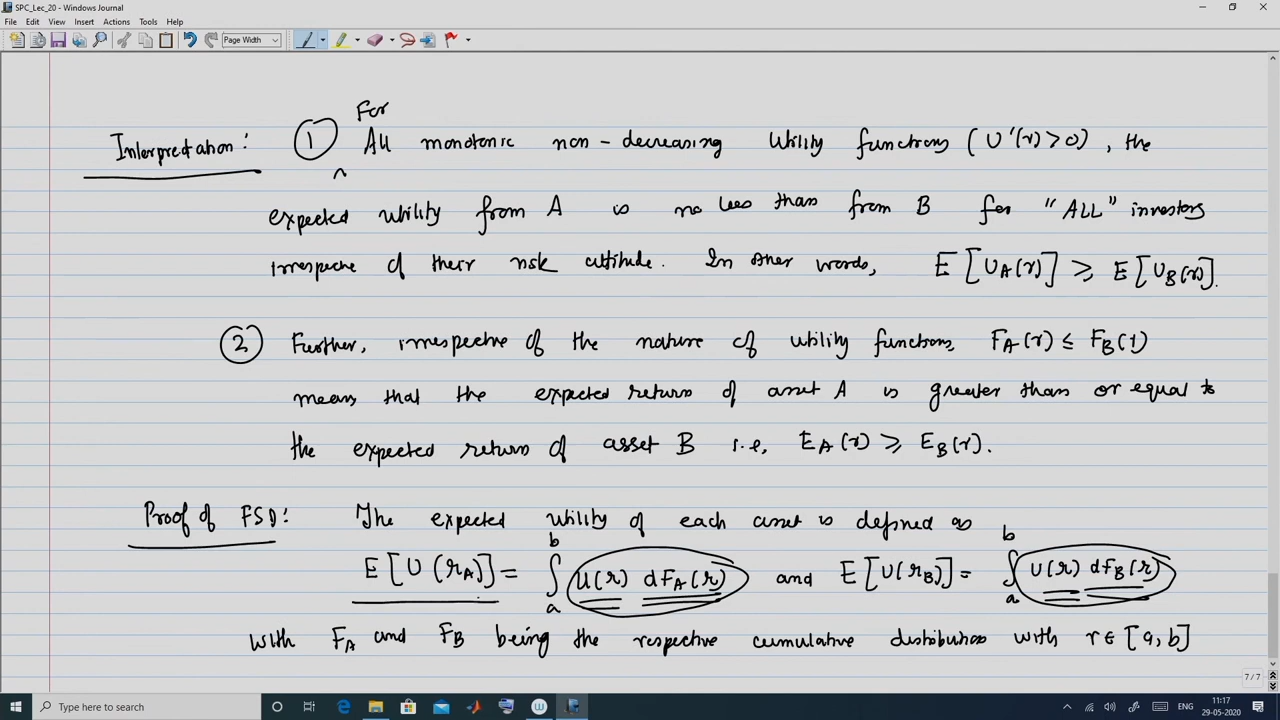 SPC_Lec_20 - Windows Journal
File Edit View Insert Actions Tools Help
Page Width
For
Interpretation: ① All monotonic non-decreasing Utility functions (U'(r)>0), the
expected utility from A is no less than from B for "ALL" investors
irrespective of their risk attitude. In other words, E[U_A(r)] ≥ E[U_B(r)].
② Further, irrespective of the nature of utility functions, F_A(r) ≤ F_B(r)
means that the expected return of asset A is greater than or equal to
the expected return of asset B i.e, E_A(r) ≥ E_B(r).
Proof of FSD: The expected utility of each asset is defined as
E[U(r_A)] = ∫_a^b U(r) dF_A(r) and E[U(r_B)] = ∫_a^b U(r) dF_B(r)
with F_A and F_B being the respective cumulative distributions with r ∈ [a, b]
7/7
Type here to search
ENG
11:17
29-05-2020